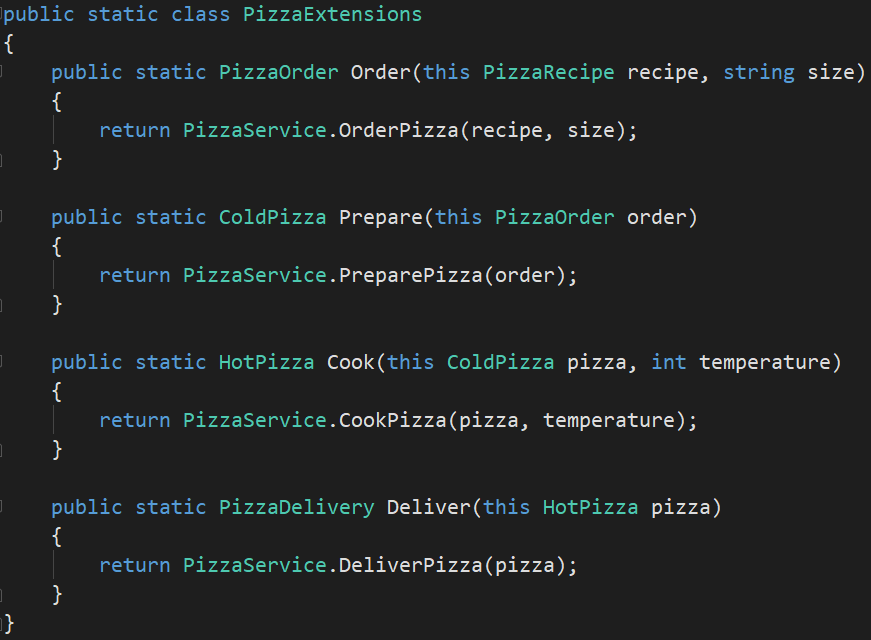 public static class PizzaExtensions
{
    public static PizzaOrder Order(this PizzaRecipe recipe, string size)
    {
        return PizzaService.OrderPizza(recipe, size);
    }

    public static ColdPizza Prepare(this PizzaOrder order)
    {
        return PizzaService.PreparePizza(order);
    }

    public static HotPizza Cook(this ColdPizza pizza, int temperature)
    {
        return PizzaService.CookPizza(pizza, temperature);
    }

    public static PizzaDelivery Deliver(this HotPizza pizza)
    {
        return PizzaService.DeliverPizza(pizza);
    }
}